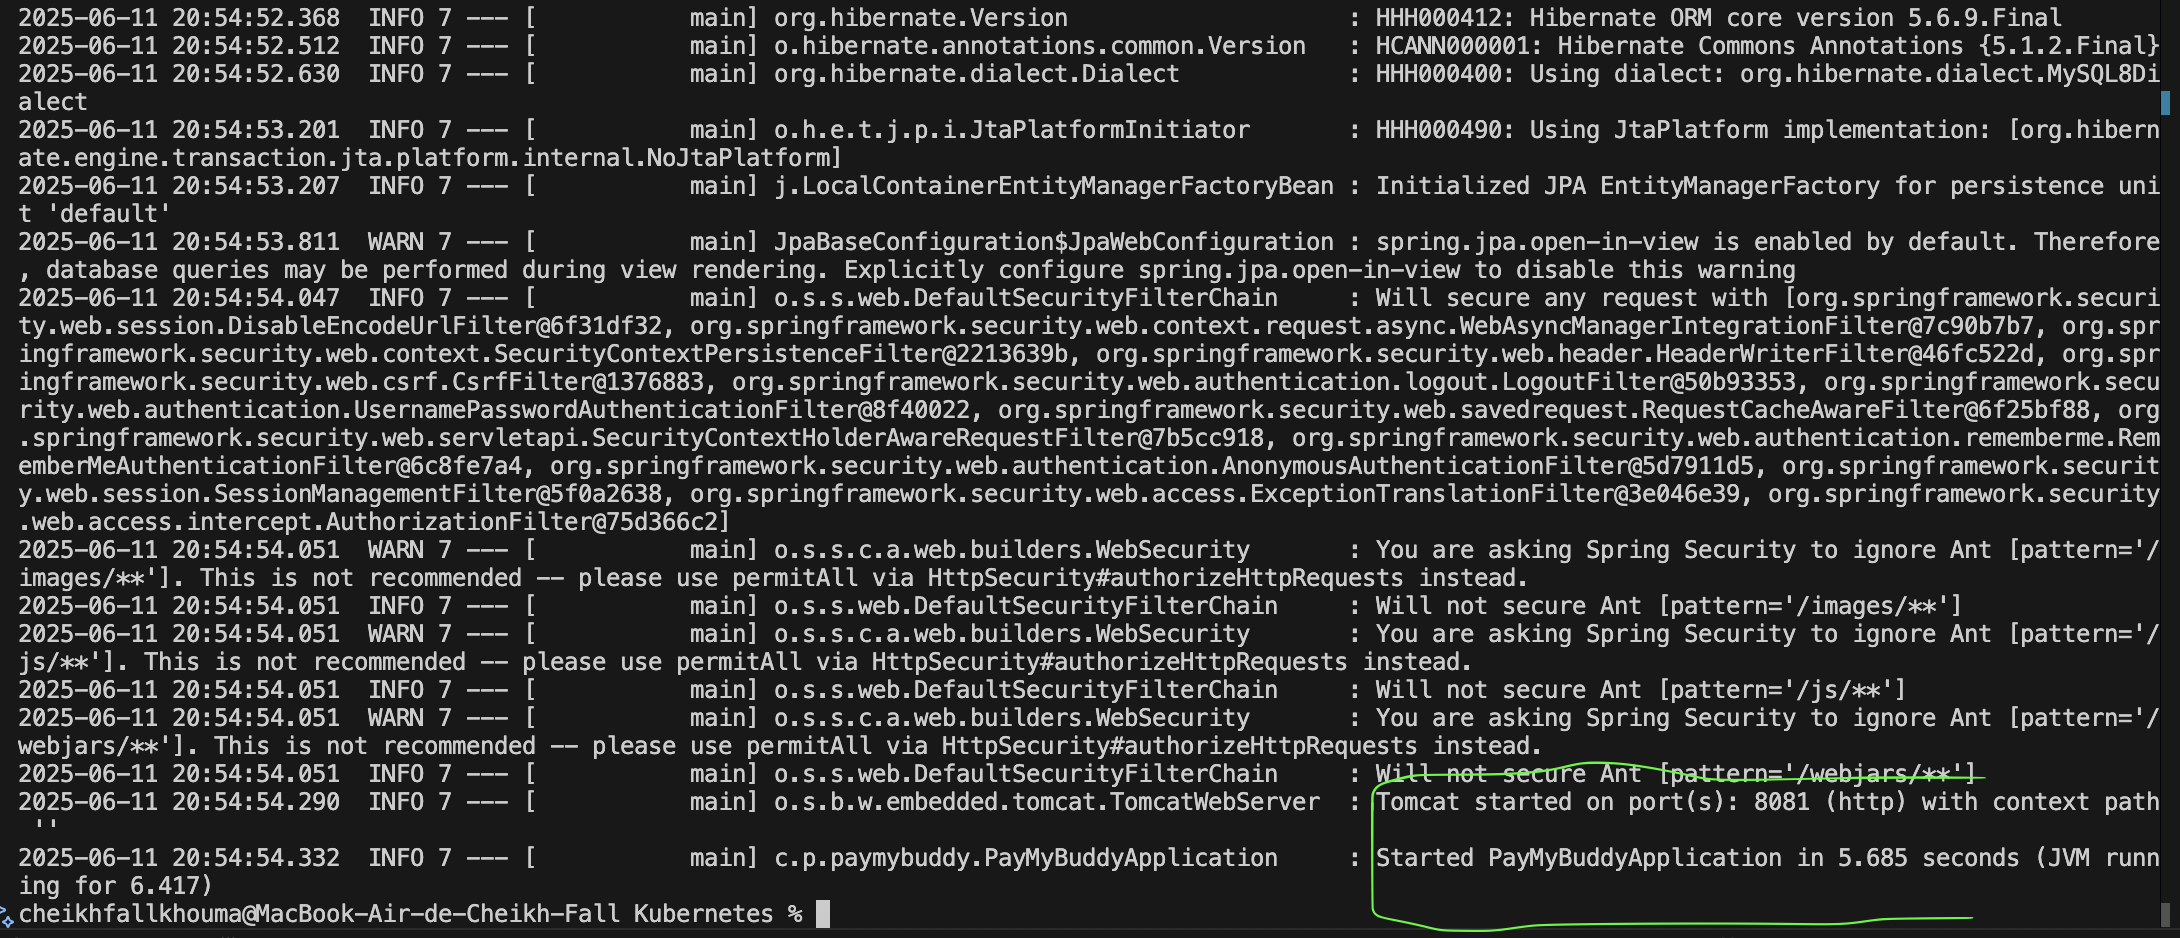 2025-06-11 20:54:52.368  INFO 7 --- [           main] org.hibernate.Version                    : HHH000412: Hibernate ORM core version 5.6.9.Final
2025-06-11 20:54:52.512  INFO 7 --- [           main] o.hibernate.annotations.common.Version   : HCANN000001: Hibernate Commons Annotations {5.1.2.Final}
2025-06-11 20:54:52.630  INFO 7 --- [           main] org.hibernate.dialect.Dialect            : HHH000400: Using dialect: org.hibernate.dialect.MySQL8Di
alect
2025-06-11 20:54:53.201  INFO 7 --- [           main] o.h.e.t.j.p.i.JtaPlatformInitiator       : HHH000490: Using JtaPlatform implementation: [org.hibern
ate.engine.transaction.jta.platform.internal.NoJtaPlatform]
2025-06-11 20:54:53.207  INFO 7 --- [           main] j.LocalContainerEntityManagerFactoryBean : Initialized JPA EntityManagerFactory for persistence uni
t 'default'
2025-06-11 20:54:53.811  WARN 7 --- [           main] JpaBaseConfiguration$JpaWebConfiguration : spring.jpa.open-in-view is enabled by default. Therefore
, database queries may be performed during view rendering. Explicitly configure spring.jpa.open-in-view to disable this warning
2025-06-11 20:54:54.047  INFO 7 --- [           main] o.s.s.web.DefaultSecurityFilterChain     : Will secure any request with [org.springframework.securi
ty.web.session.DisableEncodeUrlFilter@6f31df32, org.springframework.security.web.context.request.async.WebAsyncManagerIntegrationFilter@7c90b7b7, org.spr
ingframework.security.web.context.SecurityContextPersistenceFilter@2213639b, org.springframework.security.web.header.HeaderWriterFilter@46fc522d, org.spr
ingframework.security.web.csrf.CsrfFilter@1376883, org.springframework.security.web.authentication.logout.LogoutFilter@50b93353, org.springframework.secu
rity.web.authentication.UsernamePasswordAuthenticationFilter@8f40022, org.springframework.security.web.savedrequest.RequestCacheAwareFilter@6f25bf88, org
.springframework.security.web.servletapi.SecurityContextHolderAwareRequestFilter@7b5cc918, org.springframework.security.web.authentication.rememberme.Rem
emberMeAuthenticationFilter@6c8fe7a4, org.springframework.security.web.authentication.AnonymousAuthenticationFilter@5d7911d5, org.springframework.securit
y.web.session.SessionManagementFilter@5f0a2638, org.springframework.security.web.access.ExceptionTranslationFilter@3e046e39, org.springframework.security
.web.access.intercept.AuthorizationFilter@75d366c2]
2025-06-11 20:54:54.051  WARN 7 --- [           main] o.s.s.c.a.web.builders.WebSecurity       : You are asking Spring Security to ignore Ant [pattern='/
images/**']. This is not recommended -- please use permitAll via HttpSecurity#authorizeHttpRequests instead.
2025-06-11 20:54:54.051  INFO 7 --- [           main] o.s.s.web.DefaultSecurityFilterChain     : Will not secure Ant [pattern='/images/**']
2025-06-11 20:54:54.051  WARN 7 --- [           main] o.s.s.c.a.web.builders.WebSecurity       : You are asking Spring Security to ignore Ant [pattern='/
js/**']. This is not recommended -- please use permitAll via HttpSecurity#authorizeHttpRequests instead.
2025-06-11 20:54:54.051  INFO 7 --- [           main] o.s.s.web.DefaultSecurityFilterChain     : Will not secure Ant [pattern='/js/**']
2025-06-11 20:54:54.051  WARN 7 --- [           main] o.s.s.c.a.web.builders.WebSecurity       : You are asking Spring Security to ignore Ant [pattern='/
webjars/**']. This is not recommended -- please use permitAll via HttpSecurity#authorizeHttpRequests instead.
2025-06-11 20:54:54.051  INFO 7 --- [           main] o.s.s.web.DefaultSecurityFilterChain     : Will not secure Ant [pattern='/webjars/**']
2025-06-11 20:54:54.290  INFO 7 --- [           main] o.s.b.w.embedded.tomcat.TomcatWebServer  : Tomcat started on port(s): 8081 (http) with context path
 ''
2025-06-11 20:54:54.332  INFO 7 --- [           main] c.p.paymybuddy.PayMyBuddyApplication     : Started PayMyBuddyApplication in 5.685 seconds (JVM runn
ing for 6.417)
cheikhfallkhouma@MacBook-Air-de-Cheikh-Fall Kubernetes %